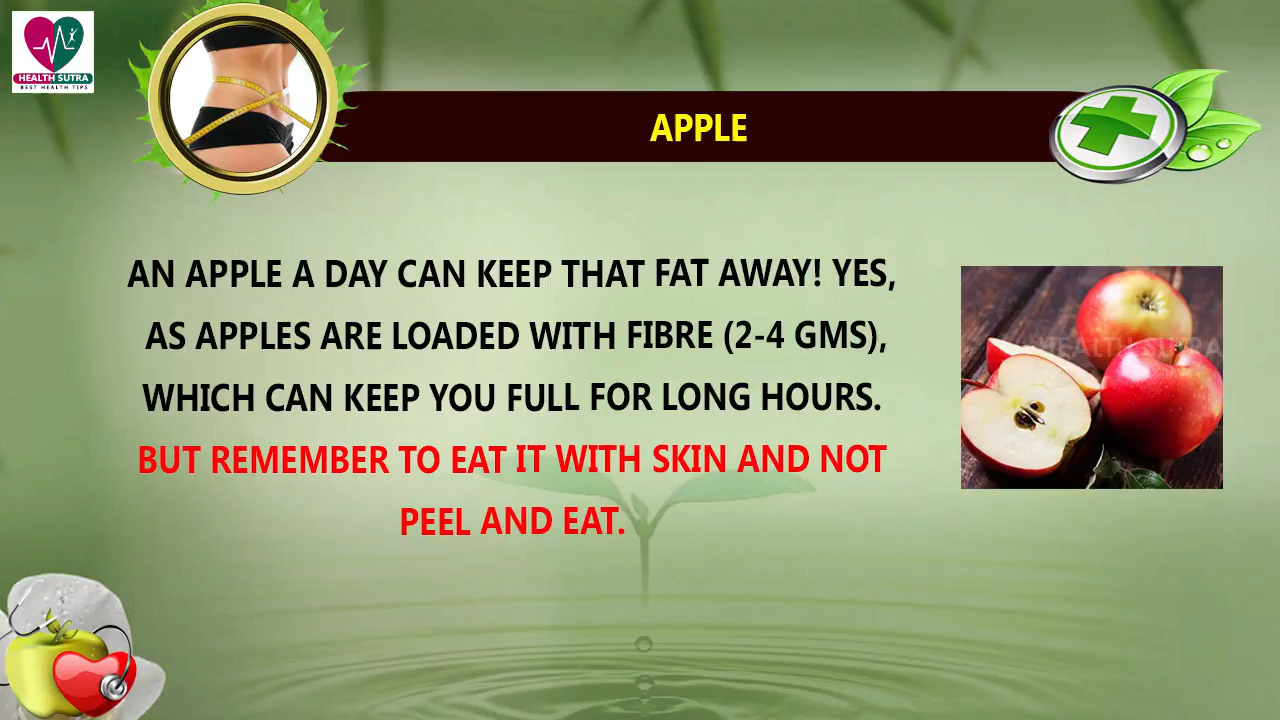 HEALTH SUTRA
BEST HEALTH TIPS
APPLE
AN APPLE A DAY CAN KEEP THAT FAT AWAY! YES,
AS APPLES ARE LOADED WITH FIBRE (2-4 GMS),
WHICH CAN KEEP YOU FULL FOR LONG HOURS.
BUT REMEMBER TO EAT IT WITH SKIN AND NOT
PEEL AND EAT.
HEALTH SUTRA